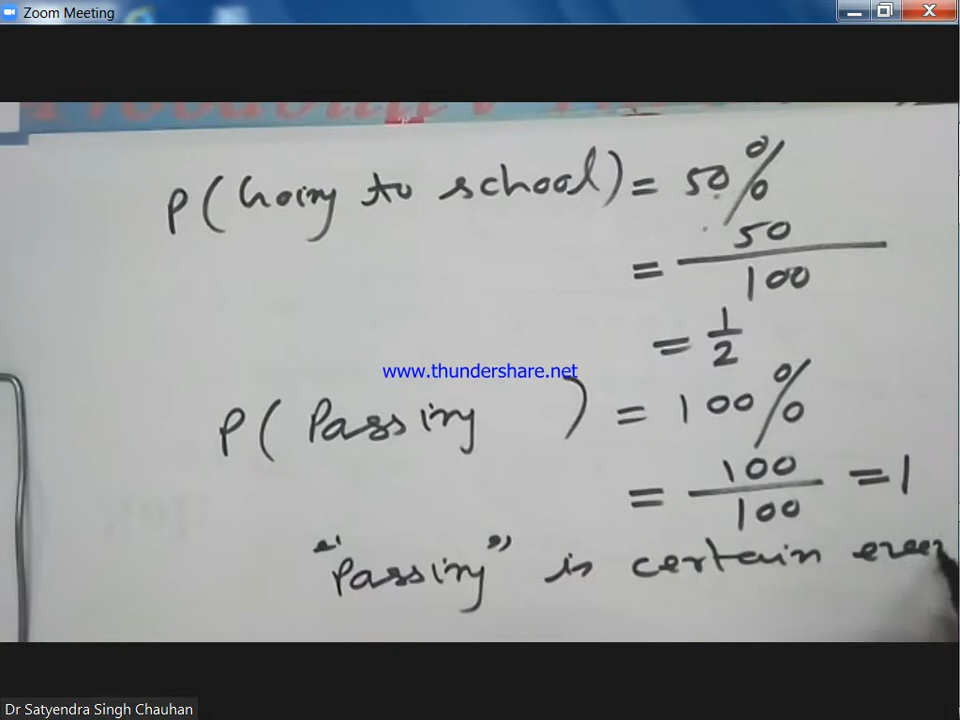 Zoom Meeting
P(Going to school) = 50%
= 50/100
= 1/2
www.thundershare.net
P(Passing ) = 100%
= 100/100 = 1
"Passing" is certain
Dr Satyendra Singh Chauhan